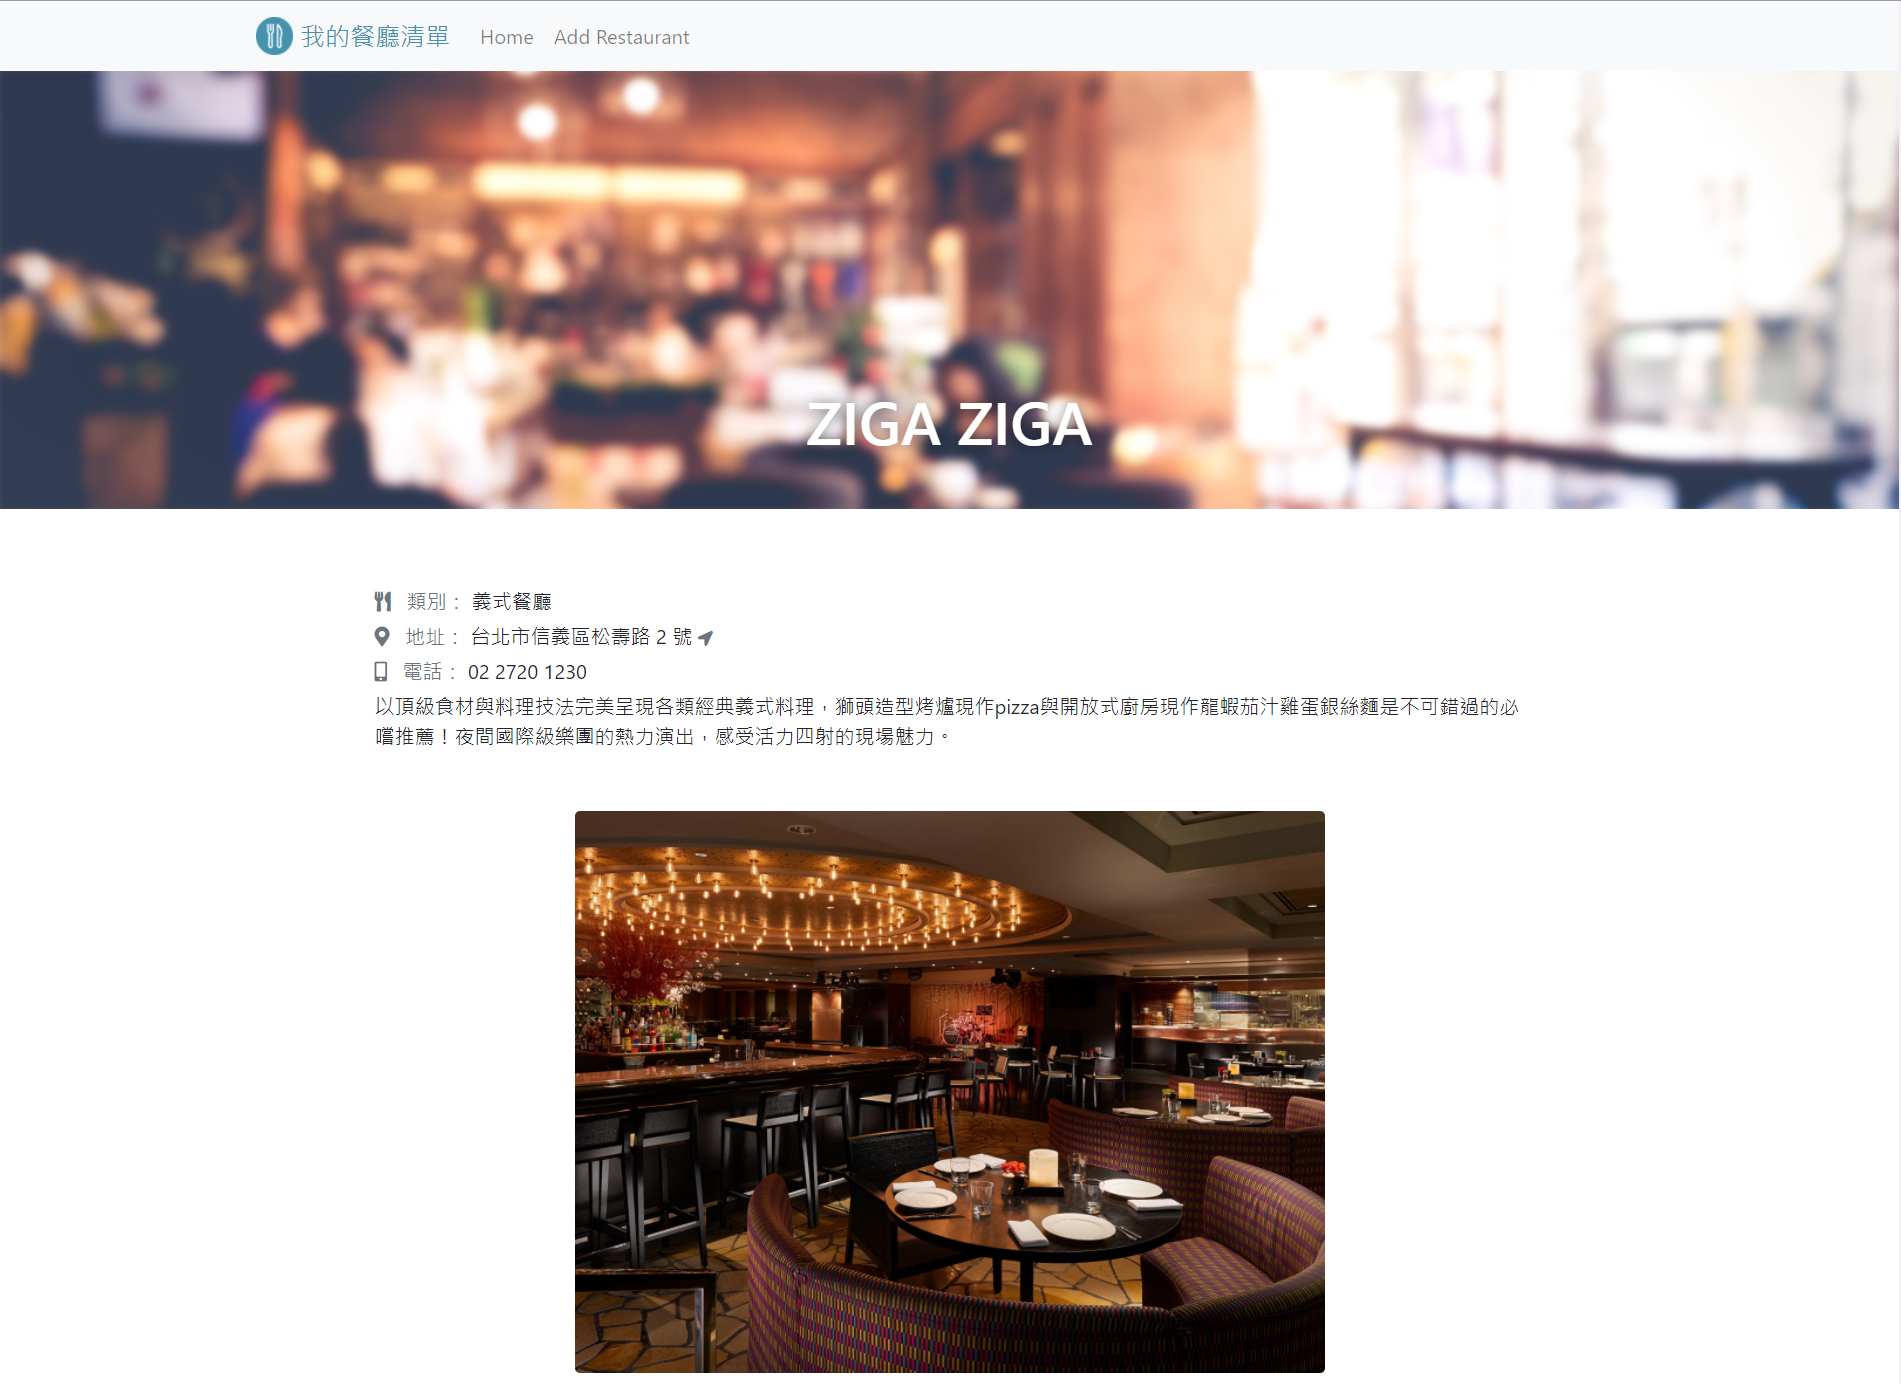 我的餐廳清單 Home Add Restaurant
ZIGA ZIGA
類別： 義式餐廳
地址： 台北市信義區松壽路 2 號
電話： 02 2720 1230
以頂級食材與料理技法完美呈現各類經典義式料理，獅頭造型烤爐現作pizza與開放式廚房現作龍蝦茄汁雞蛋銀絲麵是不可錯過的必
嚐推薦！夜間國際級樂團的熱力演出，感受活力四射的現場魅力。